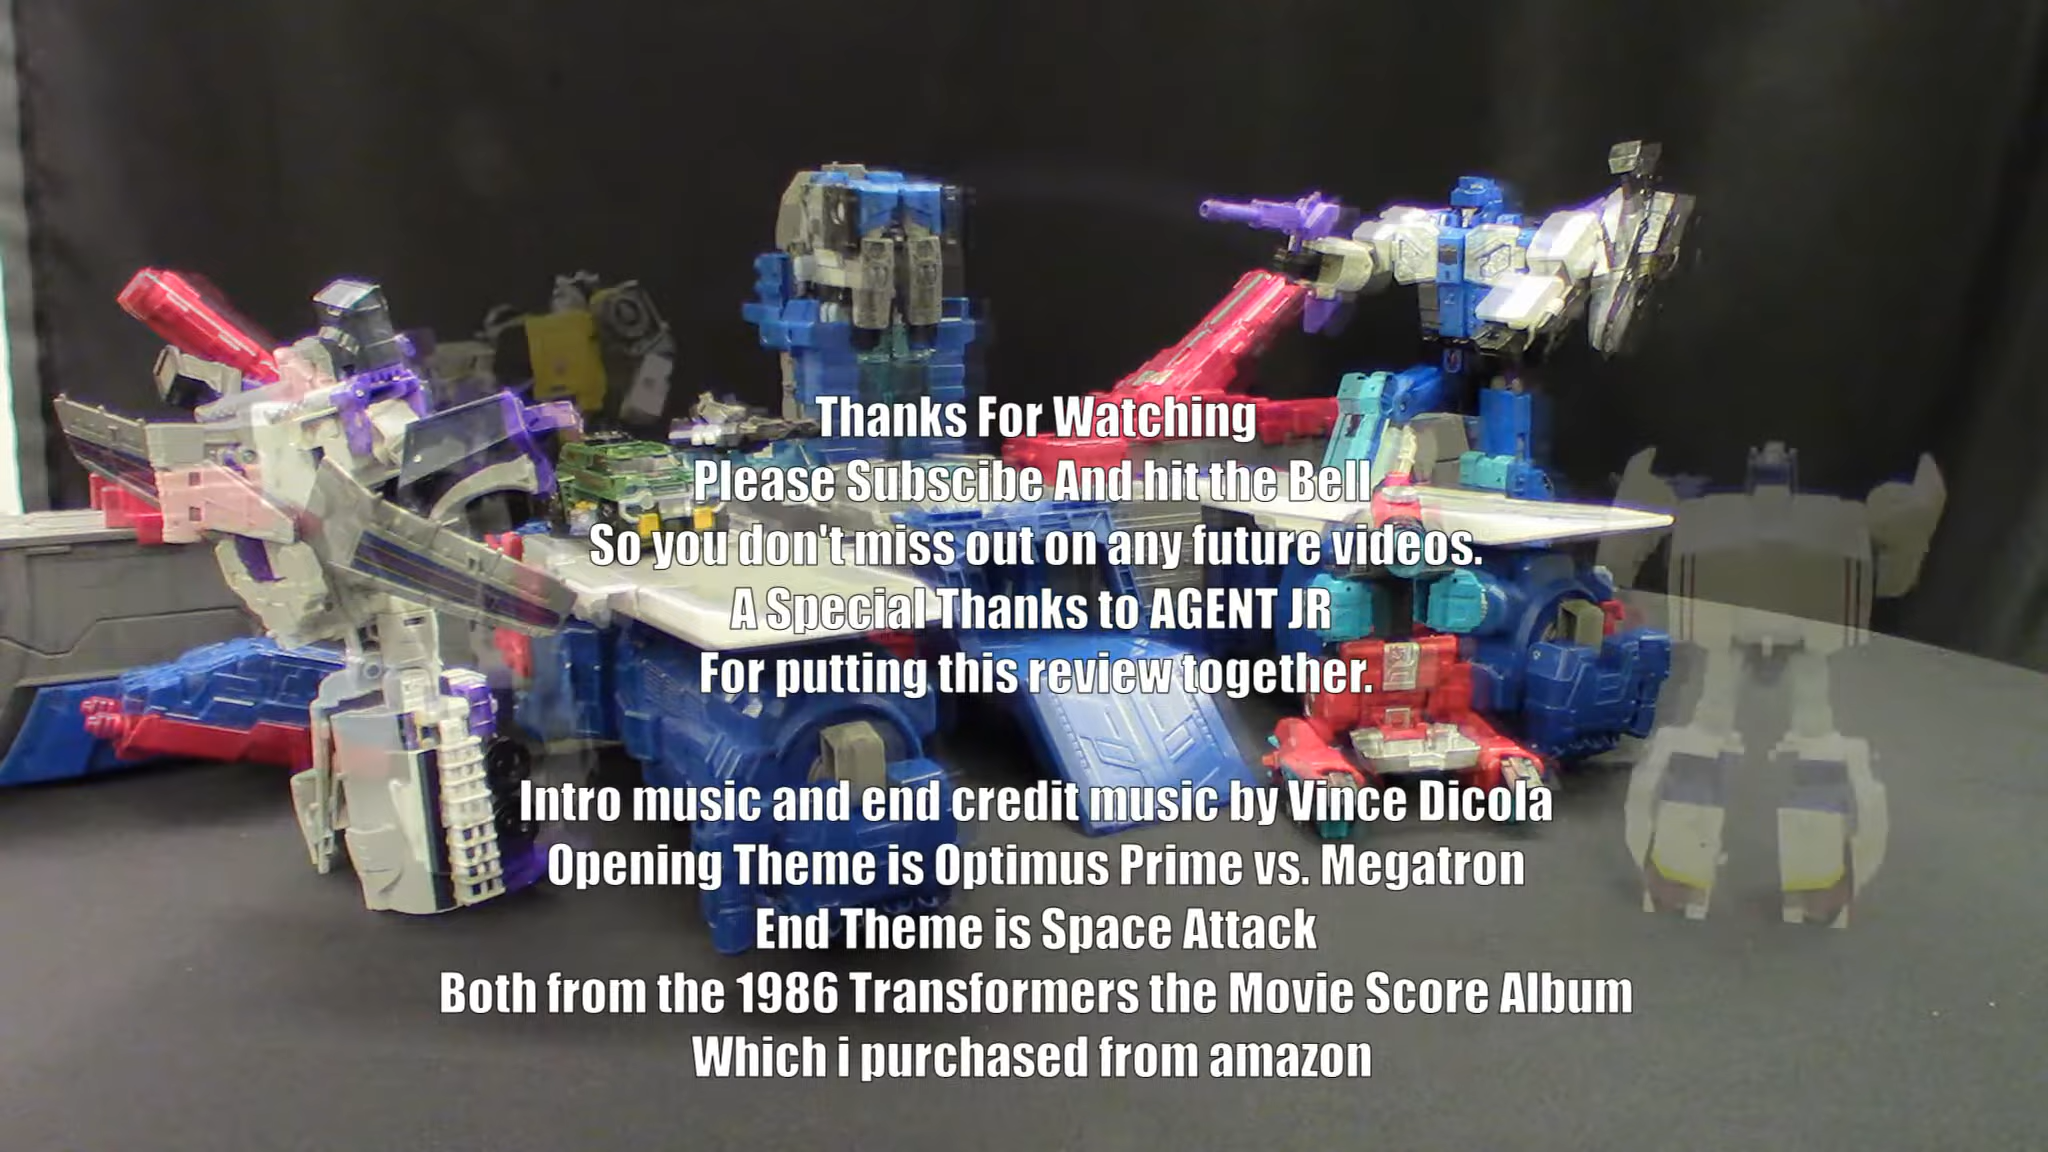 Thanks For Watching
Please Subscibe And hit the Bell
So you don't miss out on any future videos.
A Special Thanks to AGENT JR
For putting this review together.
Intro music and end credit music by Vince Dicola
Opening Theme is Optimus Prime vs. Megatron
End Theme is Space Attack
Both from the 1986 Transformers the Movie Score Album
Which i purchased from amazon